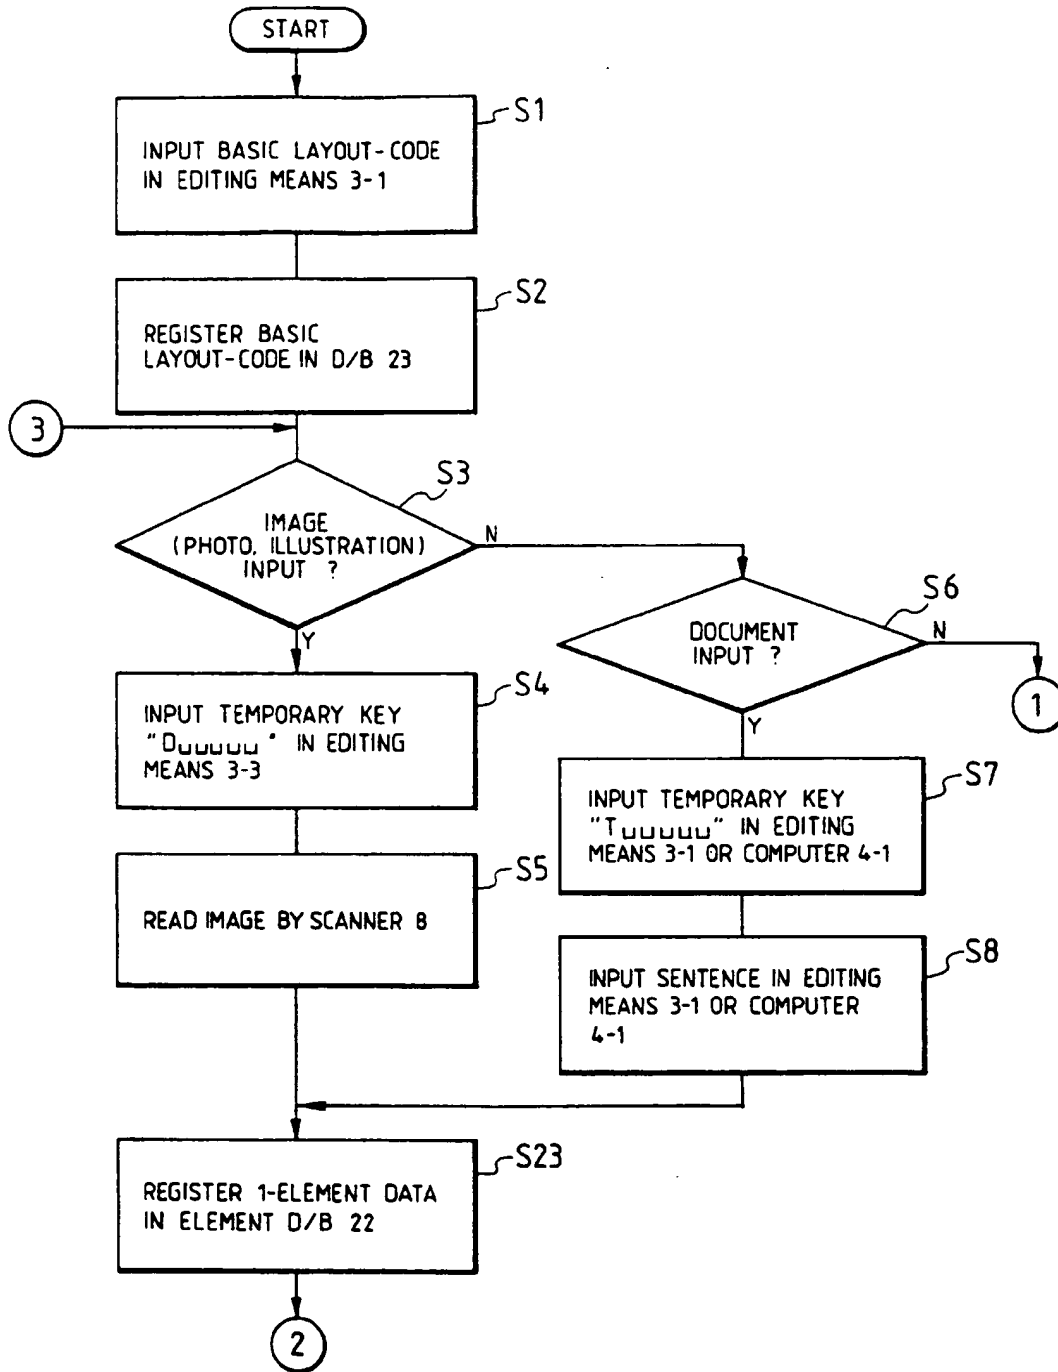 START
S1
INPUT BASIC LAYOUT-CODE
IN EDITING MEANS 3-1
S2
REGISTER BASIC
LAYOUT-CODE IN D/B 23
3
S3
IMAGE
(PHOTO, ILLUSTRATION)
INPUT ?
N
Y
S6
DOCUMENT
INPUT ?
N
Y
1
S4
INPUT TEMPORARY KEY
"D␣␣␣␣␣" IN EDITING
MEANS 3-3
S7
INPUT TEMPORARY KEY
"T␣␣␣␣␣" IN EDITING
MEANS 3-1 OR COMPUTER 4-1
S5
READ IMAGE BY SCANNER 8
S8
INPUT SENTENCE IN EDITING
MEANS 3-1 OR COMPUTER
4-1
S23
REGISTER 1-ELEMENT DATA
IN ELEMENT D/B 22
2